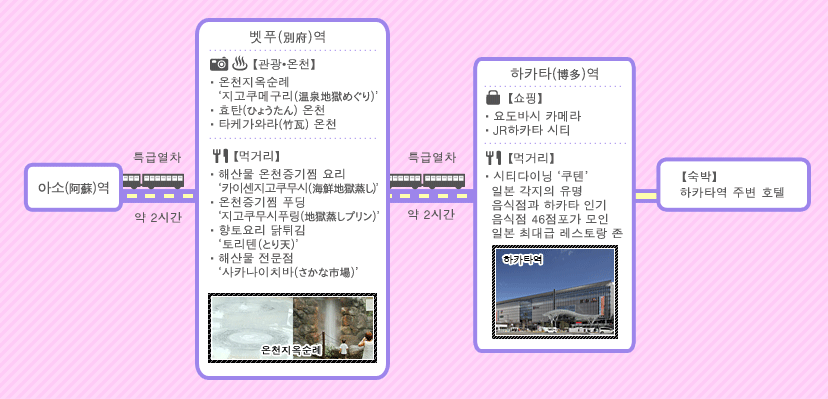 아소(阿蘇)역
특급열차
약 2시간
벳푸(別府)역
【관광•온천】
• 온천지옥순례
‘지고쿠메구리(温泉地獄めぐり)’
• 효탄(ひょうたん) 온천
• 타케가와라(竹瓦) 온천
【먹거리】
• 해산물 온천증기찜 요리
‘카이센지고쿠무시(海鮮地獄蒸し)’
• 온천증기찜 푸딩
‘지고쿠무시푸링(地獄蒸しプリン)’
• 향토요리 닭튀김
‘토리텐(とり天)’
• 해산물 전문점
‘사카나이치바(さかな市場)’
온천지옥순례
특급열차
약 2시간
하카타(博多)역
【쇼핑】
• 요도바시 카메라
• JR하카타 시티
【먹거리】
• 시티다이닝 ‘쿠텐’
일본 각지의 유명
음식점과 하카타 인기
음식점 46점포가 모인
일본 최대급 레스토랑 존
하카타역
【숙박】
하카타역 주변 호텔